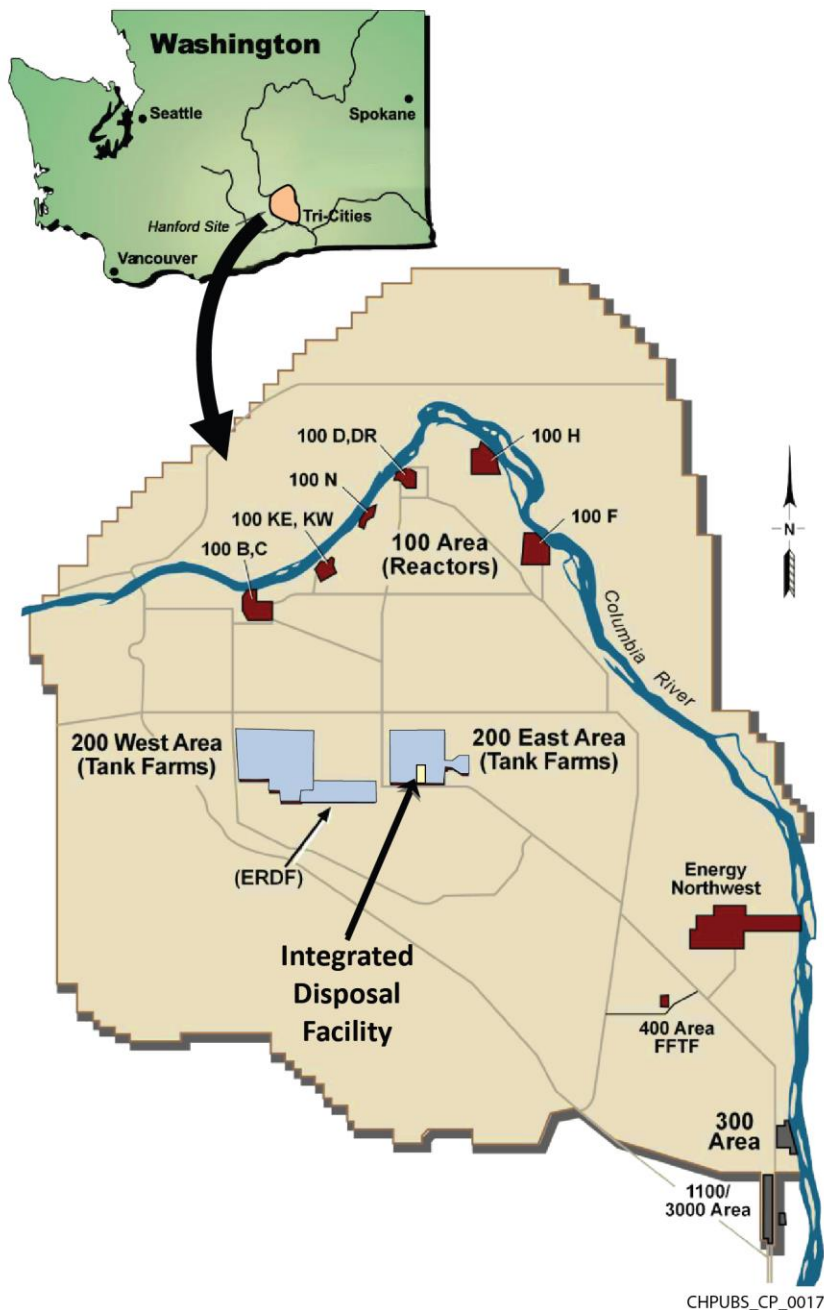 Washington
Seattle
Spokane
Hanford Site
Tri-Cities
Vancouver
100 D,DR
100 H
100 N
100 F
100 KE, KW
100 Area
(Reactors)
100 B,C
N
Columbia River
200 West Area
(Tank Farms)
200 East Area
(Tank Farms)
(ERDF)
Energy
Northwest
Integrated
Disposal
Facility
400 Area
FFTF
300
Area
1100/
3000 Area
CHPUBS_CP_0017